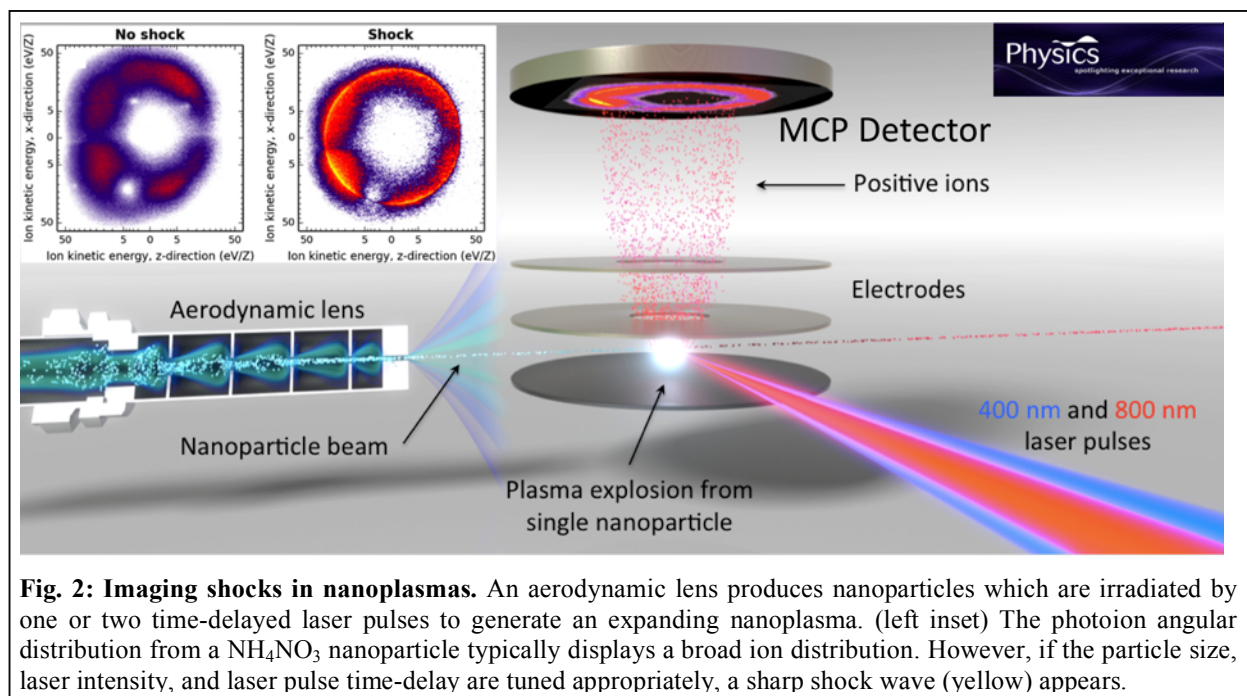 No shock
Shock
Ion kinetic energy, x-direction (eV/Z)
50
5
0
5
50
50
5
0
5
50
Ion kinetic energy, z-direction (eV/Z)
Ion kinetic energy, x-direction (eV/Z)
50
5
0
5
50
50
5
0
5
50
Ion kinetic energy, z-direction (eV/Z)
Physics
spotlighting exceptional research
MCP Detector
Positive ions
Electrodes
Aerodynamic lens
Nanoparticle beam
400 nm and 800 nm
laser pulses
Plasma explosion from
single nanoparticle
Fig. 2: Imaging shocks in nanoplasmas. An aerodynamic lens produces nanoparticles which are irradiated by
one or two time-delayed laser pulses to generate an expanding nanoplasma. (left inset) The photoion angular
distribution from a NH₄NO₃ nanoparticle typically displays a broad ion distribution. However, if the particle size,
laser intensity, and laser pulse time-delay are tuned appropriately, a sharp shock wave (yellow) appears.